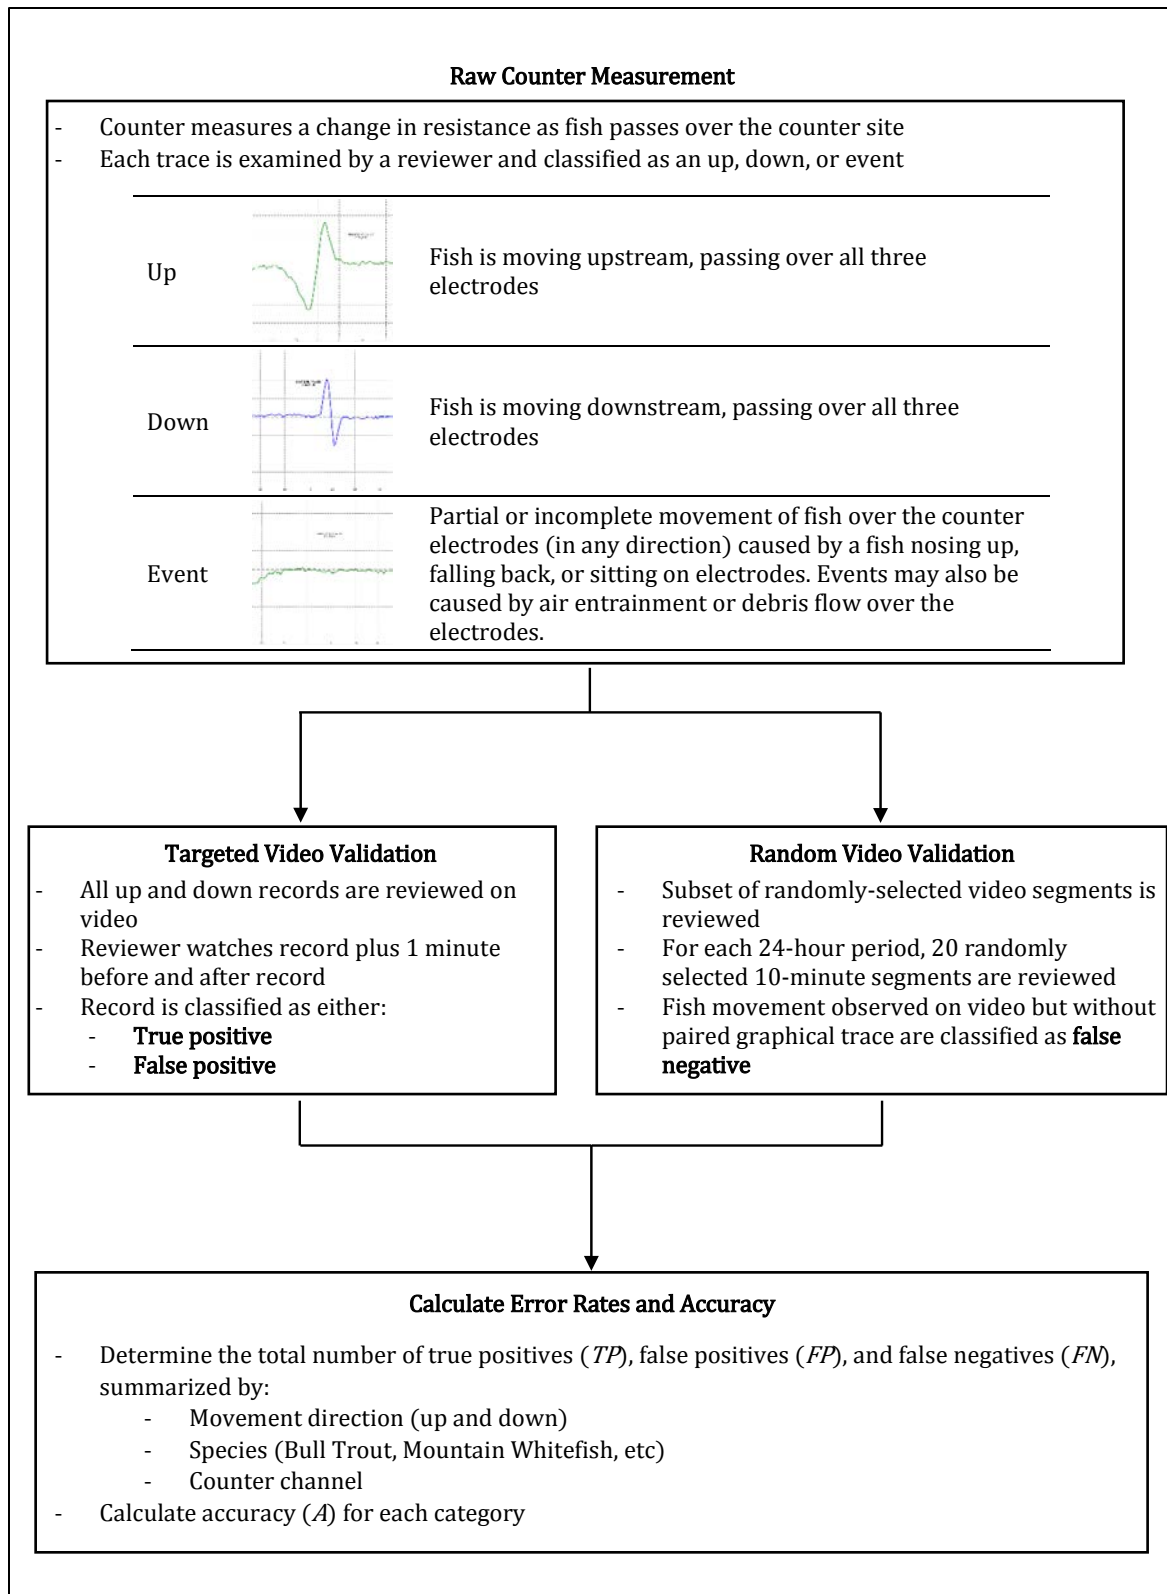 Raw Counter Measurement
- Counter measures a change in resistance as fish passes over the counter site
- Each trace is examined by a reviewer and classified as an up, down, or event
Up
Fish is moving upstream, passing over all three
electrodes
Down
Fish is moving downstream, passing over all three
electrodes
Event
Partial or incomplete movement of fish over the counter
electrodes (in any direction) caused by a fish nosing up,
falling back, or sitting on electrodes. Events may also be
caused by air entrainment or debris flow over the
electrodes.
Targeted Video Validation
- All up and down records are reviewed on
video
- Reviewer watches record plus 1 minute
before and after record
- Record is classified as either:
- True positive
- False positive
Random Video Validation
- Subset of randomly-selected video segments is
reviewed
- For each 24-hour period, 20 randomly
selected 10-minute segments are reviewed
- Fish movement observed on video but without
paired graphical trace are classified as false
negative
Calculate Error Rates and Accuracy
- Determine the total number of true positives (TP), false positives (FP), and false negatives (FN),
summarized by:
- Movement direction (up and down)
- Species (Bull Trout, Mountain Whitefish, etc)
- Counter channel
- Calculate accuracy (A) for each category